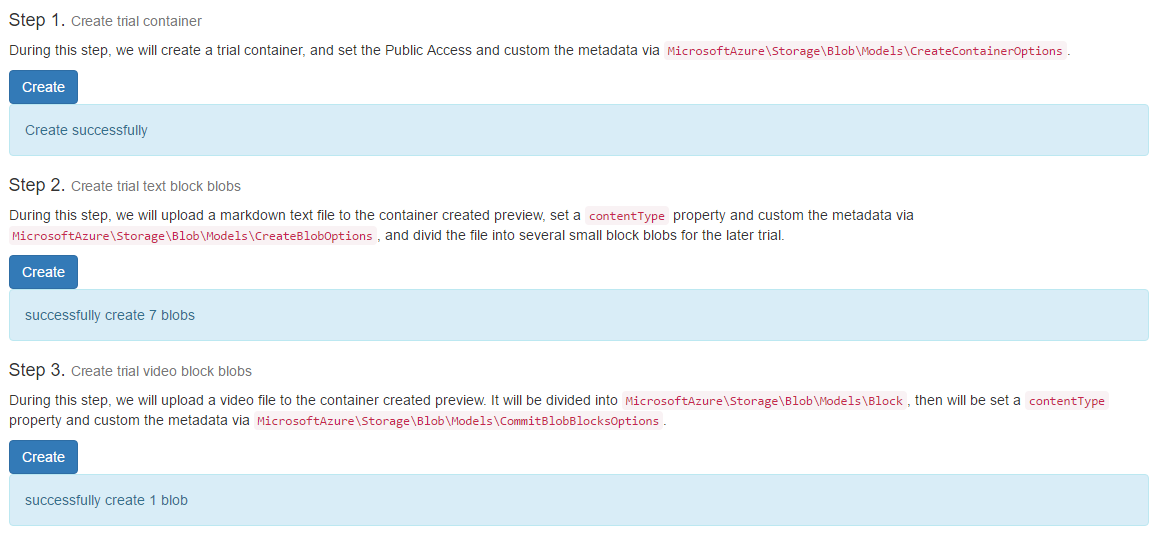 Step 1. Create trial container
During this step, we will create a trial container, and set the Public Access and custom the metadata via MicrosoftAzure\Storage\Blob\Models\CreateContainerOptions.
Create
Create successfully
Step 2. Create trial text block blobs
During this step, we will upload a markdown text file to the container created preview, set a contentType property and custom the metadata via
MicrosoftAzure\Storage\Blob\Models\CreateBlobOptions, and divid the file into several small block blobs for the later trial.
Create
successfully create 7 blobs
Step 3. Create trial video block blobs
During this step, we will upload a video file to the container created preview. It will be divided into MicrosoftAzure\Storage\Blob\Models\Block, then will be set a contentType
property and custom the metadata via MicrosoftAzure\Storage\Blob\Models\CommitBlobBlocksOptions.
Create
successfully create 1 blob